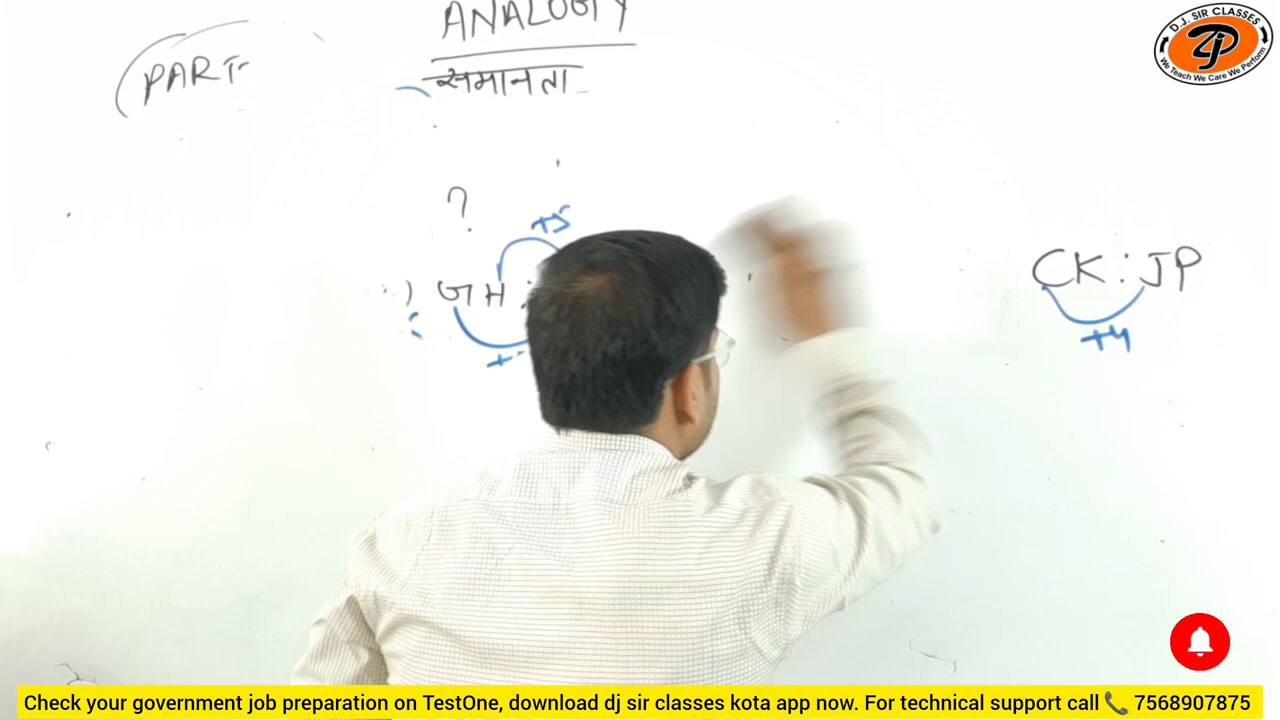 ANALOGY
PART-
समानता
D.J. SIR CLASSES
We Teach We Care We Perform
?
+5
GH :
CK : JP
+4
Check your government job preparation on TestOne, download dj sir classes kota app now. For technical support call 📞 7568907875